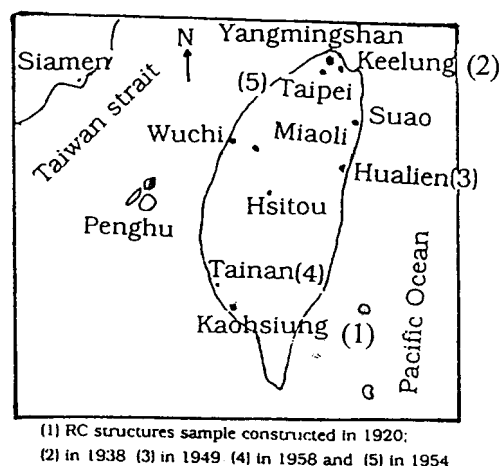 Yangmingshan
N
Siamen
Keelung (2)
(5)
Taipei
Taiwan strait
Suao
Wuchi
Miaoli
Hualien(3)
Hsitou
Penghu
Tainan(4)
Kaohsiung (1)
Pacific Ocean
(1) RC structures sample constructed in 1920;
(2) in 1938 (3) in 1949 (4) in 1958 and (5) in 1954